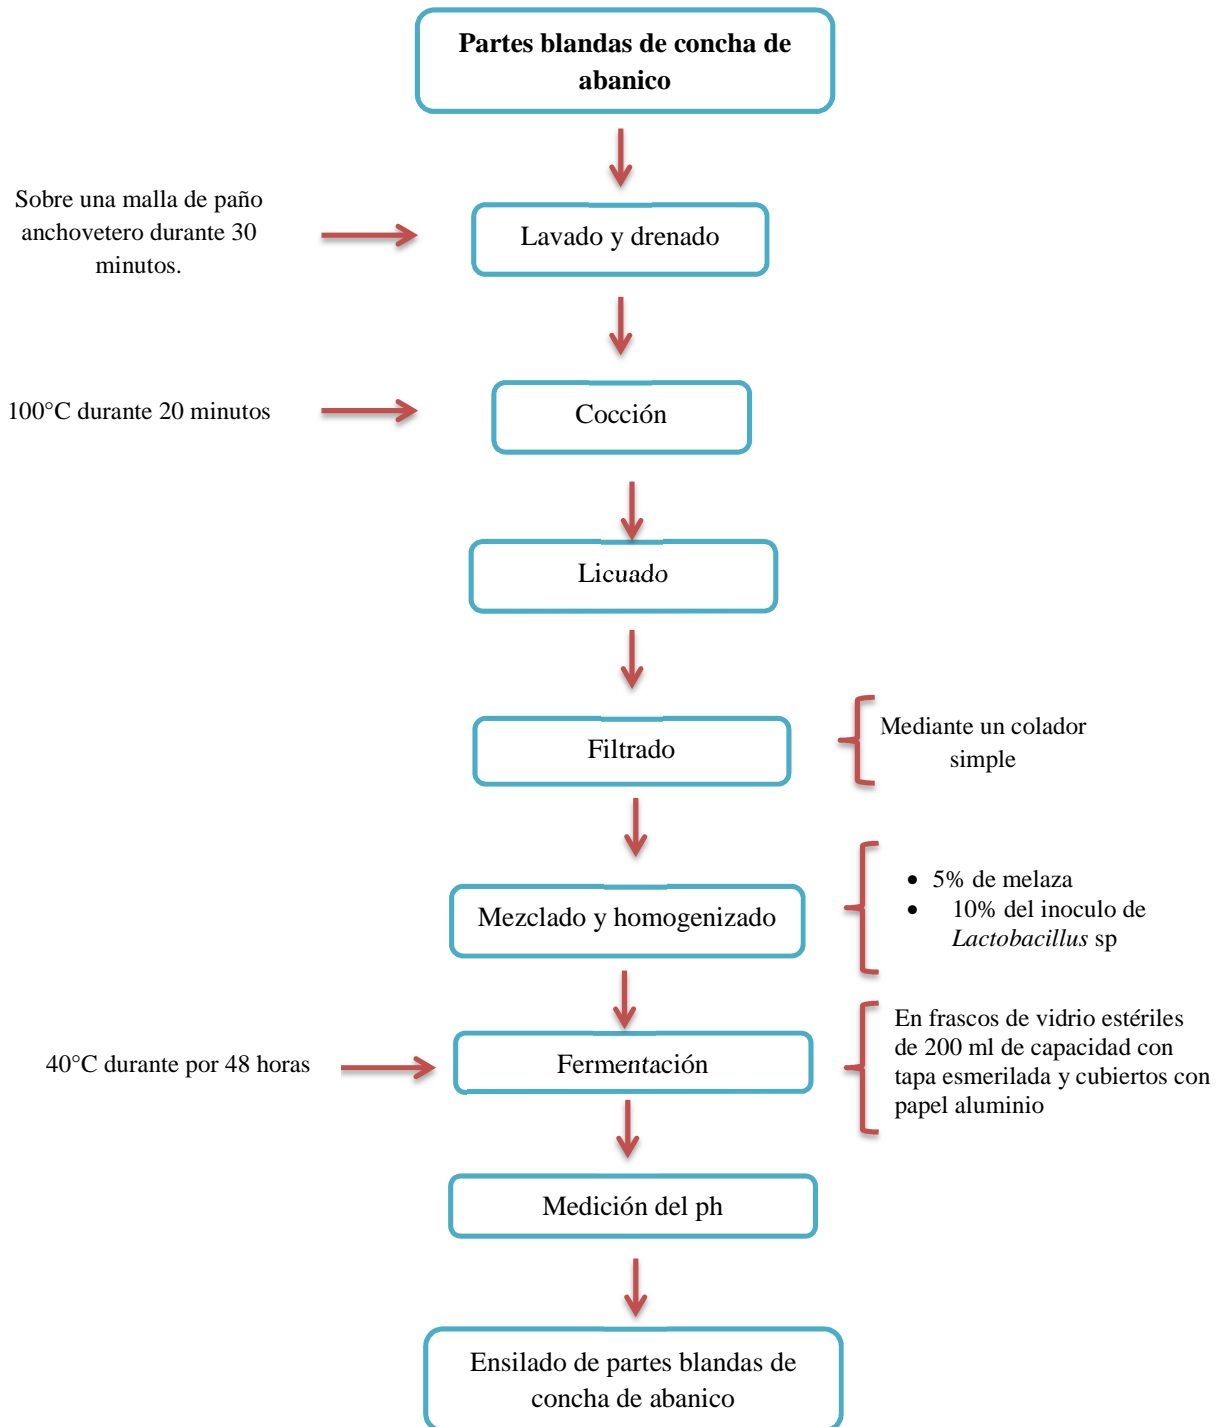 Partes blandas de concha de
abanico
Sobre una malla de paño
anchovetero durante 30
minutos.
Lavado y drenado
100°C durante 20 minutos
Cocción
Licuado
Filtrado
Mediante un colador
simple
Mezclado y homogenizado
• 5% de melaza
• 10% del inoculo de
Lactobacillus sp
40°C durante por 48 horas
Fermentación
En frascos de vidrio estériles
de 200 ml de capacidad con
tapa esmerilada y cubiertos con
papel aluminio
Medición del ph
Ensilado de partes blandas de
concha de abanico